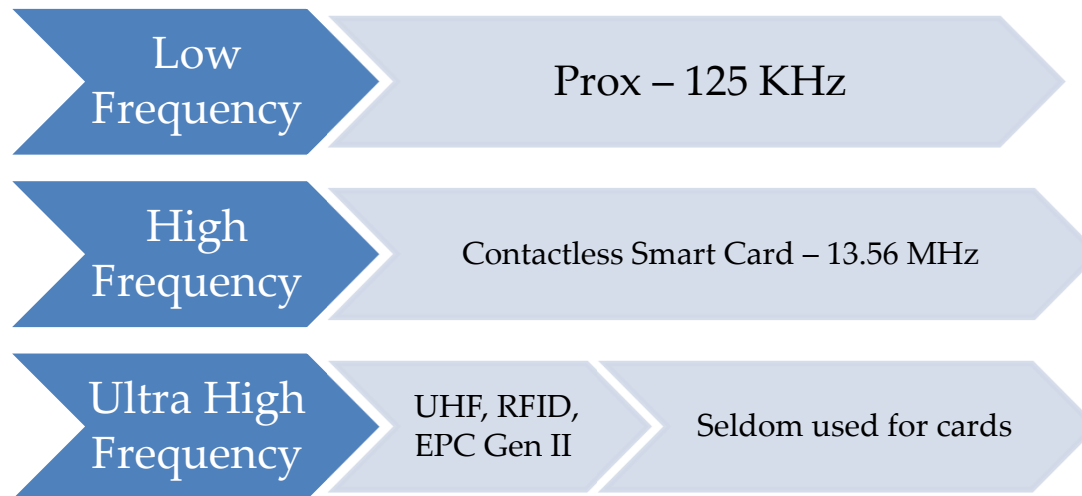 Low
Frequency
Prox – 125 KHz
High
Frequency
Contactless Smart Card – 13.56 MHz
Ultra High
Frequency
UHF, RFID,
EPC Gen II
Seldom used for cards